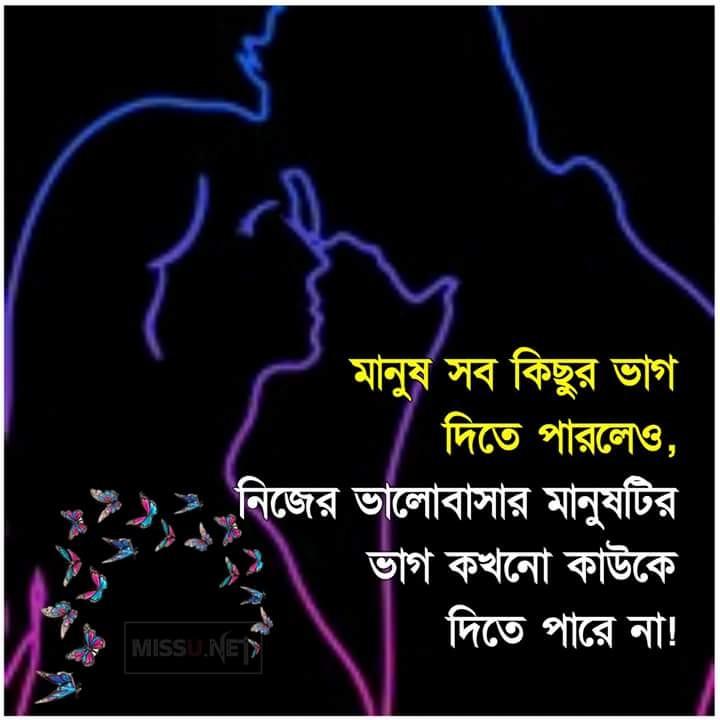 মানুষ সব কিছুর ভাগ
দিতে পারলেও,
নিজের ভালোবাসার মানুষটির
ভাগ কখনো কাউকে
দিতে পারে না!
MISSU.NET